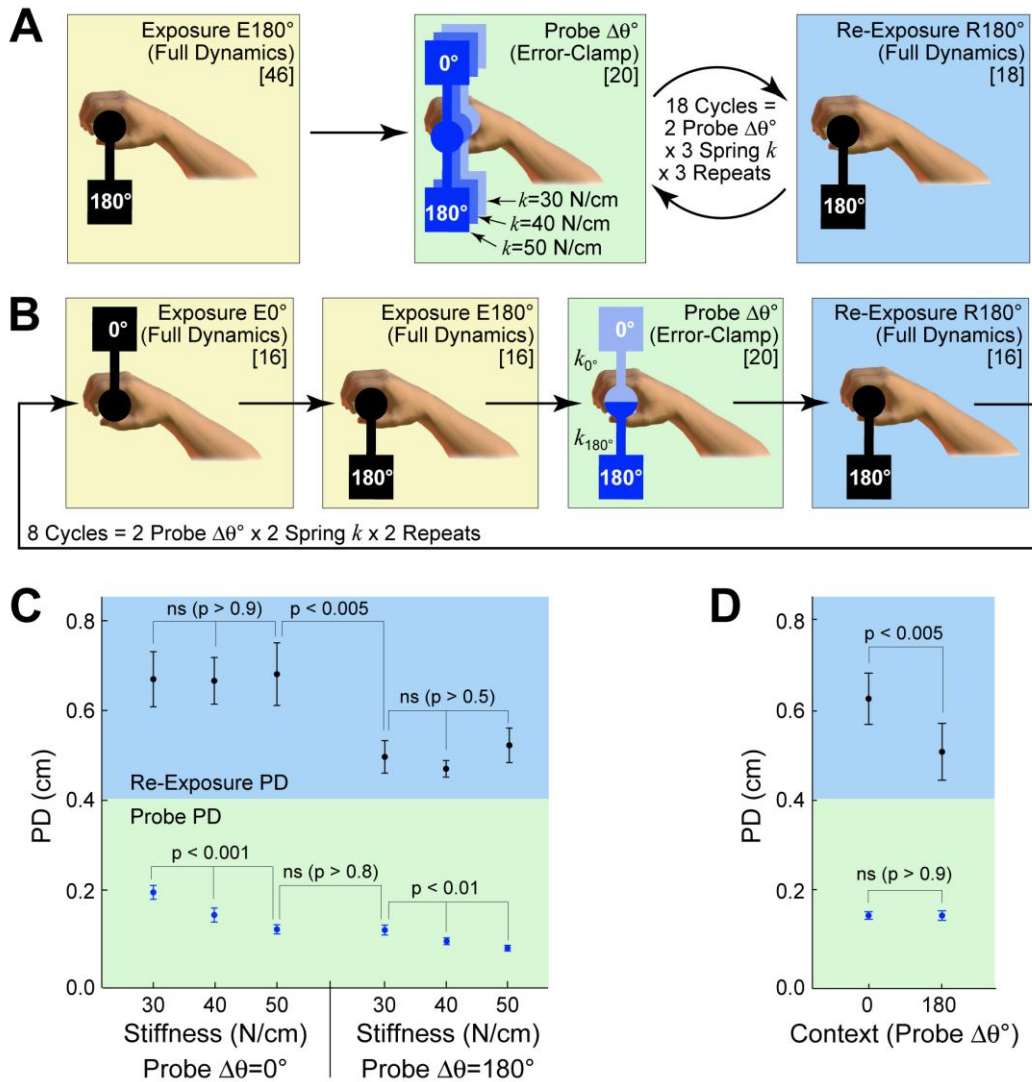 A
Exposure E180°
(Full Dynamics)
[46]
180°
Probe Δθ°
(Error-Clamp)
[20]
0°
180°
k=30 N/cm
k=40 N/cm
k=50 N/cm
18 Cycles =
2 Probe Δθ°
x 3 Spring k
x 3 Repeats
Re-Exposure R180°
(Full Dynamics)
[18]
180°
B
Exposure E0°
(Full Dynamics)
[16]
0°
Exposure E180°
(Full Dynamics)
[16]
180°
Probe Δθ°
(Error-Clamp)
[20]
0°
k0°
k180°
180°
Re-Exposure R180°
(Full Dynamics)
[16]
180°
8 Cycles = 2 Probe Δθ° x 2 Spring k x 2 Repeats
C
PD (cm)
0.8
0.6
0.4
0.2
0.0
ns (p > 0.9)
p < 0.005
ns (p > 0.5)
Re-Exposure PD
Probe PD
p < 0.001
ns (p > 0.8)
p < 0.01
30 40 50 30 40 50
Stiffness (N/cm) Stiffness (N/cm)
Probe Δθ=0° Probe Δθ=180°
D
PD (cm)
0.8
0.6
0.4
0.2
0.0
p < 0.005
ns (p > 0.9)
0 180
Context (Probe Δθ°)